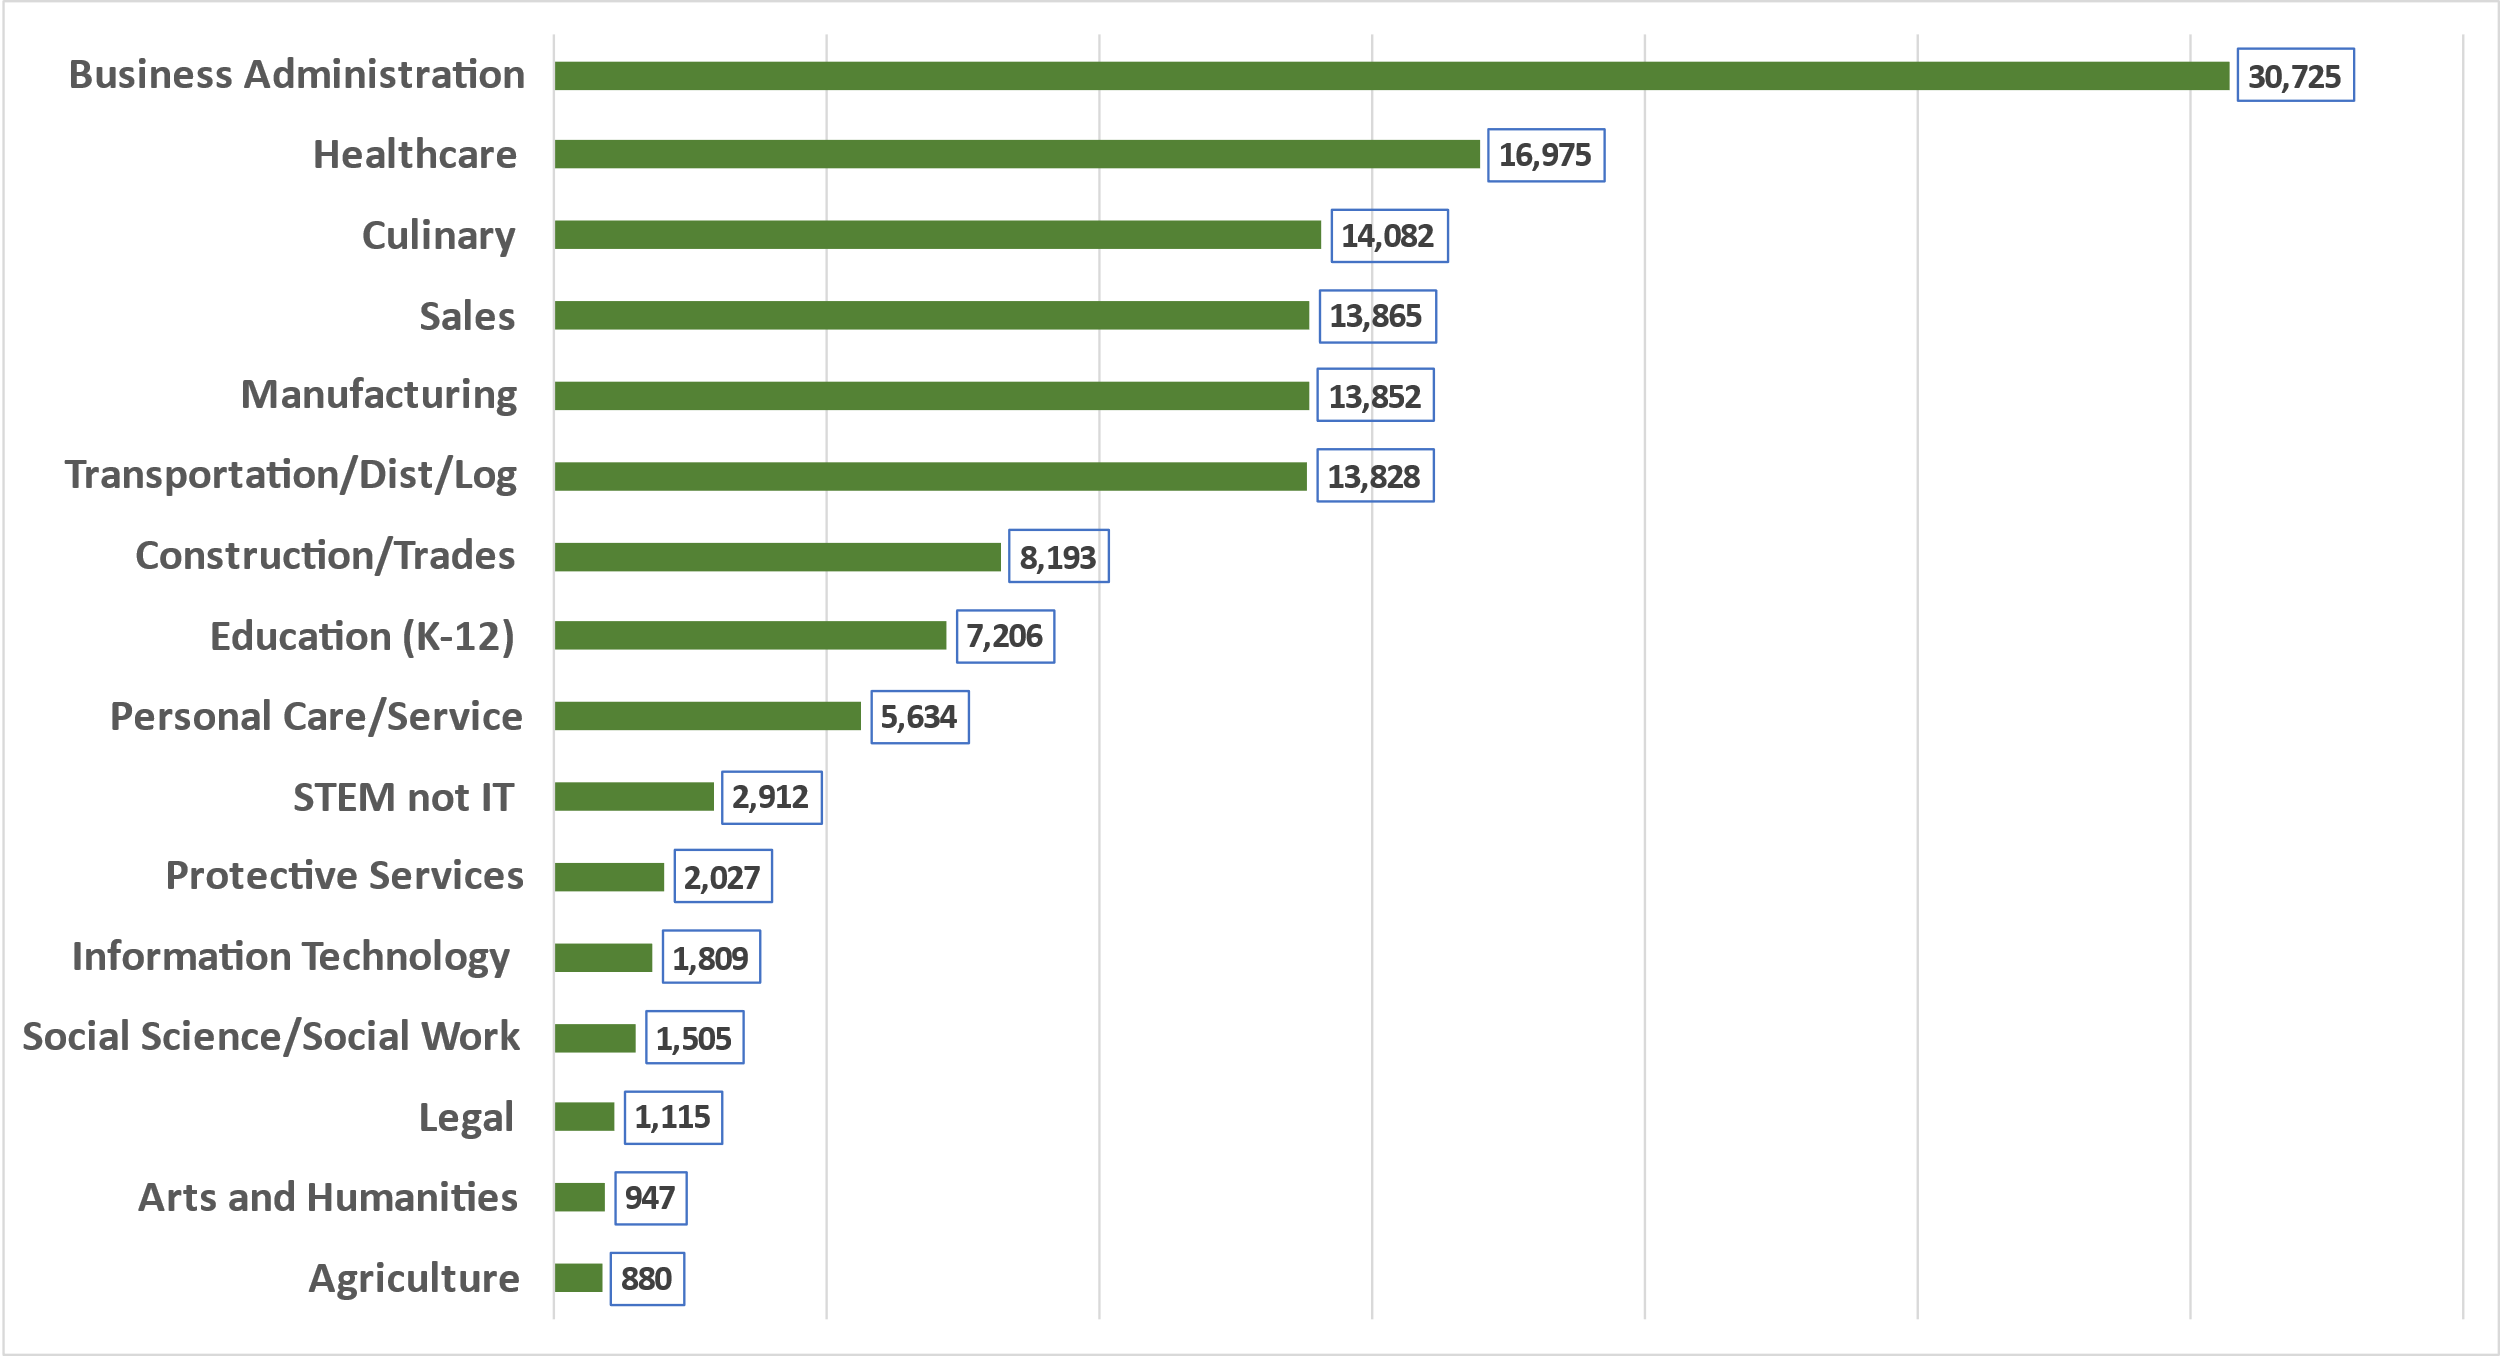 Business Administration 30,725
Healthcare 16,975
Culinary 14,082
Sales 13,865
Manufacturing 13,852
Transportation/Dist/Log 13,828
Construction/Trades 8,193
Education (K-12) 7,206
Personal Care/Service 5,634
STEM not IT 2,912
Protective Services 2,027
Information Technology 1,809
Social Science/Social Work 1,505
Legal 1,115
Arts and Humanities 947
Agriculture 880